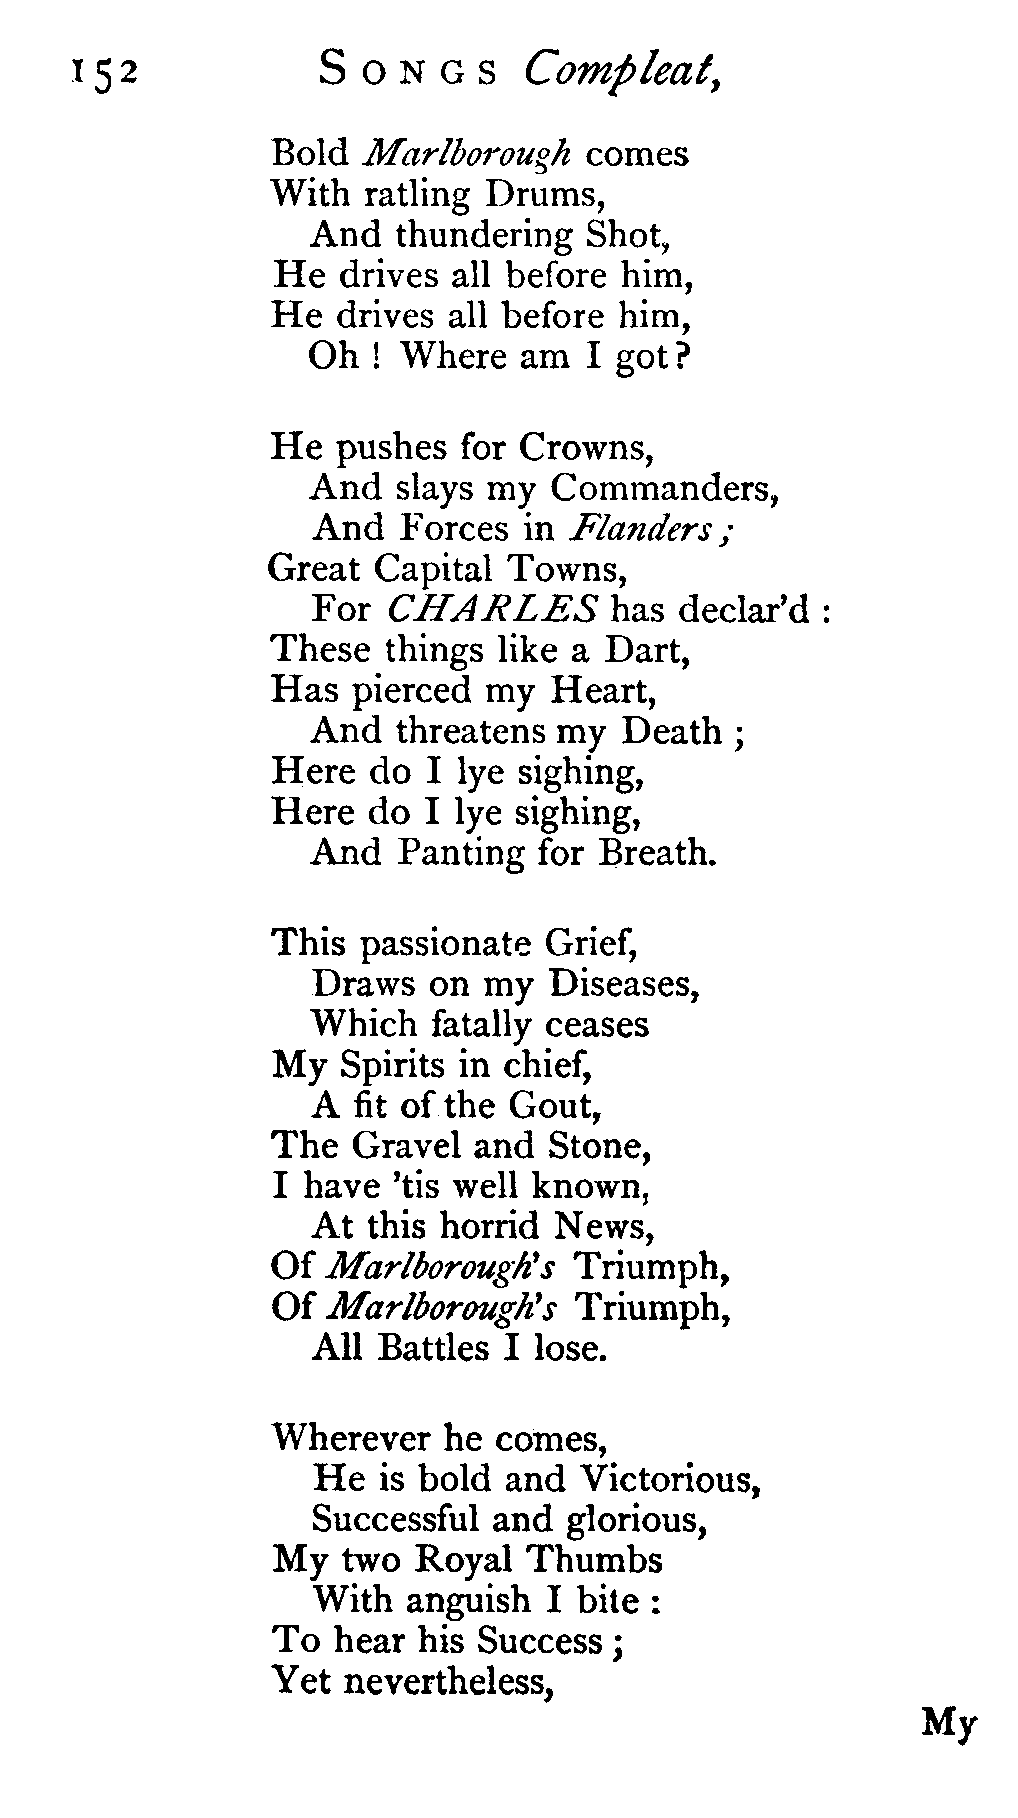 152 SONGS Compleat,
Bold Marlborough comes
With ratling Drums,
And thundering Shot,
He drives all before him,
He drives all before him,
Oh ! Where am I got?
He pushes for Crowns,
And slays my Commanders,
And Forces in Flanders ;
Great Capital Towns,
For CHARLES has declar'd :
These things like a Dart,
Has pierced my Heart,
And threatens my Death ;
Here do I lye sighing,
Here do I lye sighing,
And Panting for Breath.
This passionate Grief,
Draws on my Diseases,
Which fatally ceases
My Spirits in chief,
A fit of the Gout,
The Gravel and Stone,
I have 'tis well known,
At this horrid News,
Of Marlborough's Triumph,
Of Marlborough's Triumph,
All Battles I lose.
Wherever he comes,
He is bold and Victorious,
Successful and glorious,
My two Royal Thumbs
With anguish I bite :
To hear his Success ;
Yet nevertheless,
My